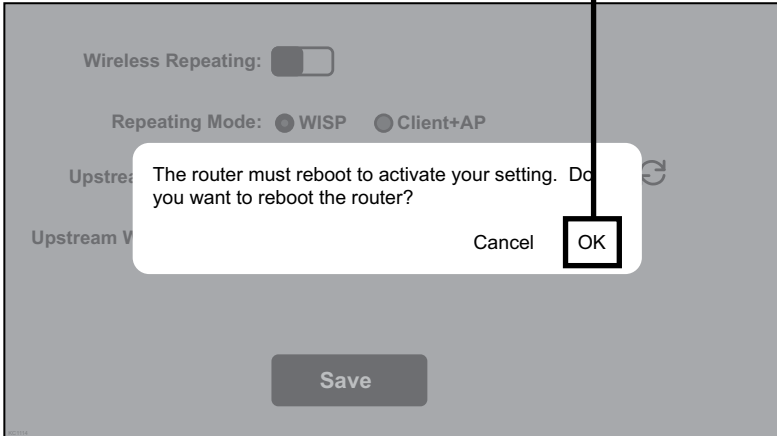 Wireless Repeating:
Repeating Mode: WISP Client+AP
Upstrea
The router must reboot to activate your setting. Do
you want to reboot the router?
Upstream W
Cancel OK
Save